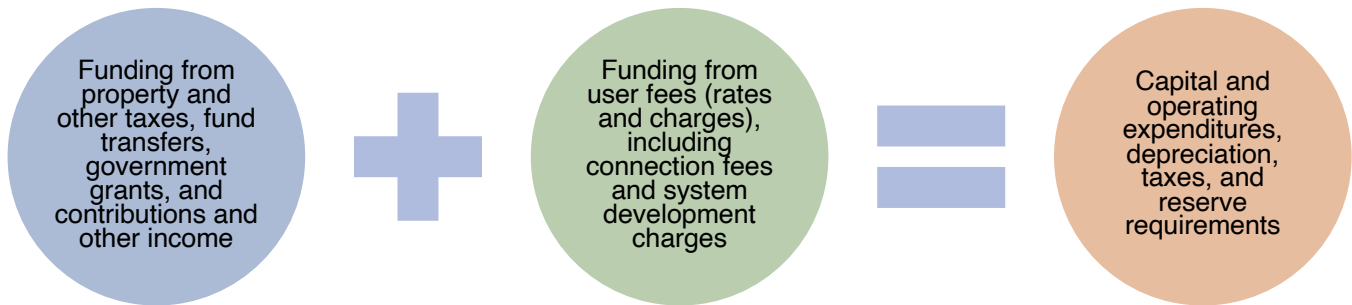 Funding from
property and
other taxes, fund
transfers,
government
grants, and
contributions and
other income
Funding from
user fees (rates
and charges),
including
connection fees
and system
development
charges
Capital and
operating
expenditures,
depreciation,
taxes, and
reserve
requirements